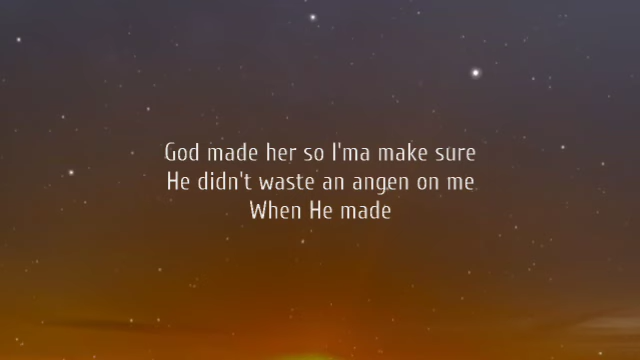 God made her so I'ma make sure
He didn't waste an angen on me
When He made